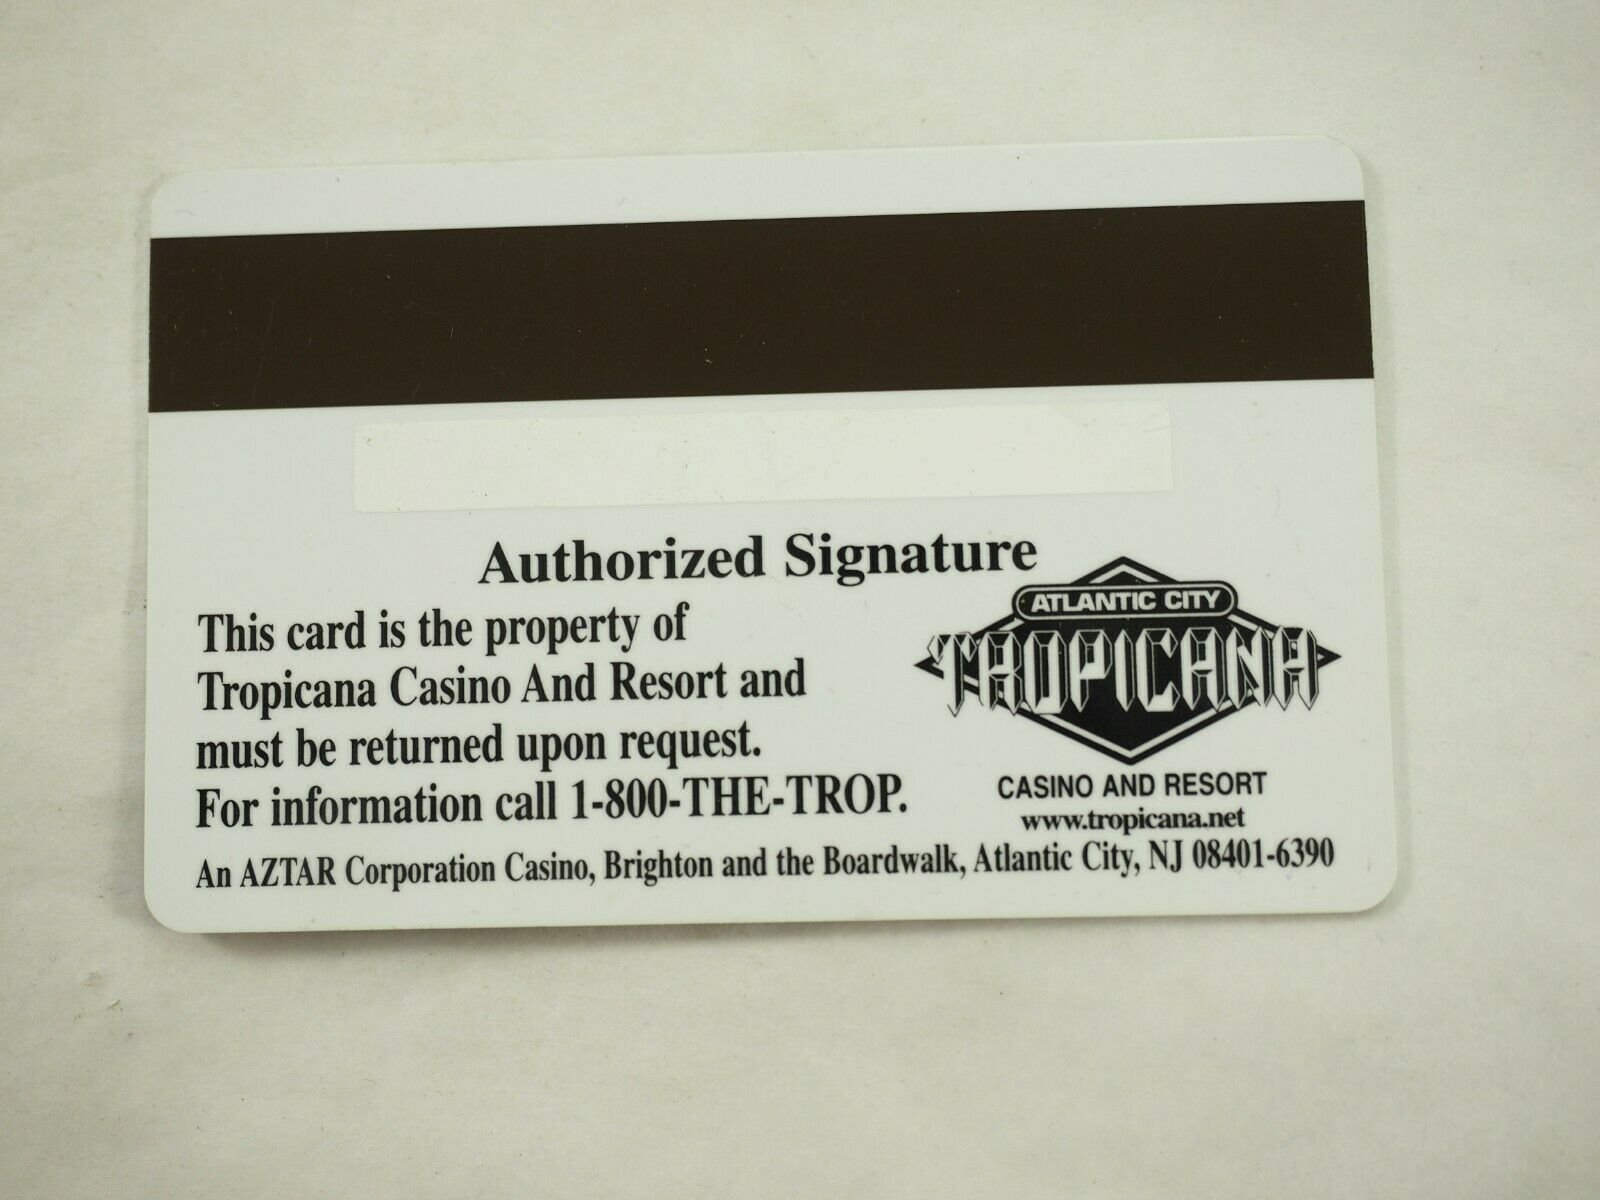 Authorized Signature
This card is the property of
Tropicana Casino And Resort and
must be returned upon request.
For information call 1-800-THE-TROP.
ATLANTIC CITY
TROPICANA
CASINO AND RESORT
www.tropicana.net
An AZTAR Corporation Casino, Brighton and the Boardwalk, Atlantic City, NJ 08401-6390